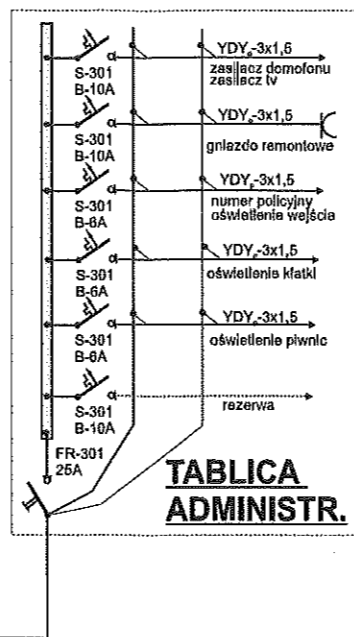 YDYp-3x1,5
S-301
B-10A
zasilacz domofonu
zasilacz tv
YDYp-3x1,5
S-301
B-10A
gniazdo remontowe
YDYp-3x1,5
S-301
B-6A
numer policyjny
oświetlenie wejścia
YDYp-3x1,5
S-301
B-6A
oświetlenie klatki
YDYp-3x1,5
S-301
B-6A
oświetlenie piwnic
S-301
B-10A
rezerwa
FR-301
25A
TABLICA
ADMINISTR.